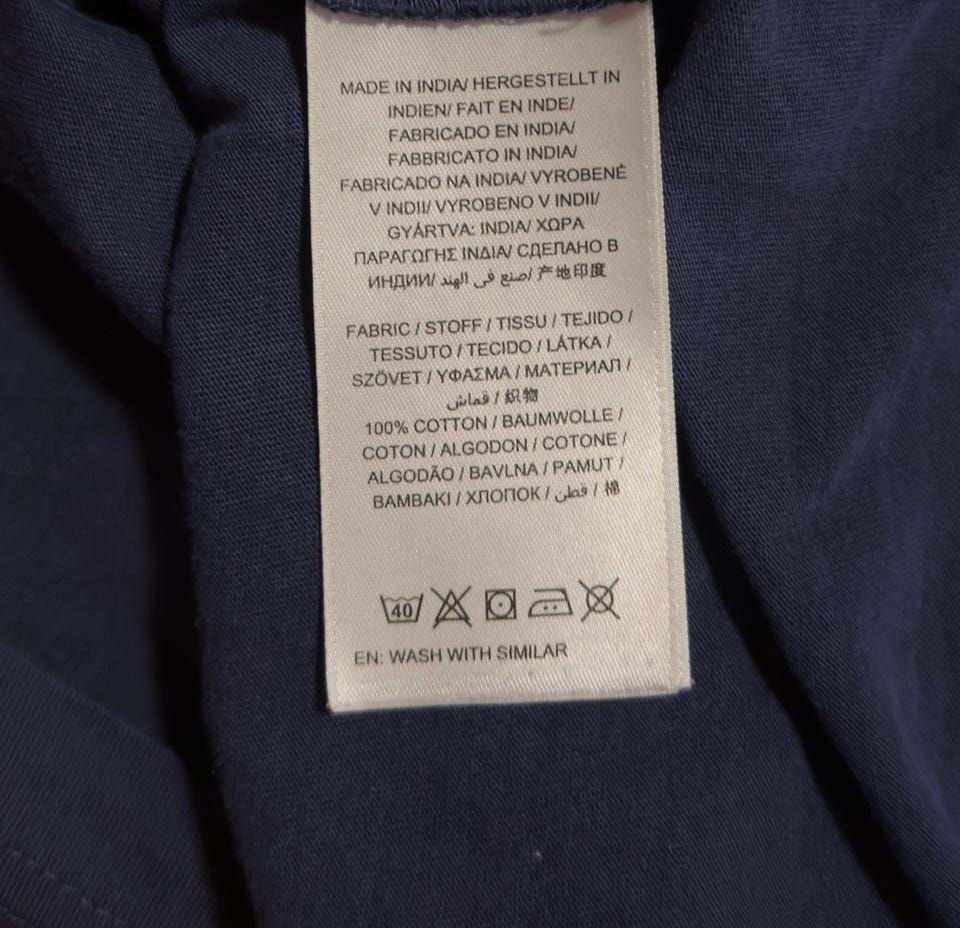 MADE IN INDIA/ HERGESTELLT IN
INDIEN/ FAIT EN INDE/
FABRICADO EN INDIA/
FABBRICATO IN INDIA/
FABRICADO NA INDIA/ VYROBENÉ
V INDII/ VYROBENO V INDII/
GYÁRTVA: INDIA/ ΧΩΡΑ
ΠΑΡΑΓΩΓΗΣ ΙΝΔΙΑ/ СДЕЛАНО В
ИНДИИ/ صنع في الهند/ 产地印度
FABRIC / STOFF / TISSU / TEJIDO /
TESSUTO / TECIDO / LÁTKA /
SZÖVET / ΥΦΑΣΜΑ / МАТЕРИАЛ /
قماش / 织物
100% COTTON / BAUMWOLLE /
COTON / ALGODON / COTONE /
ALGODÃO / BAVLNA / PAMUT /
BAMBAKI / ХЛОПОК / قطن / 棉
40
EN: WASH WITH SIMILAR